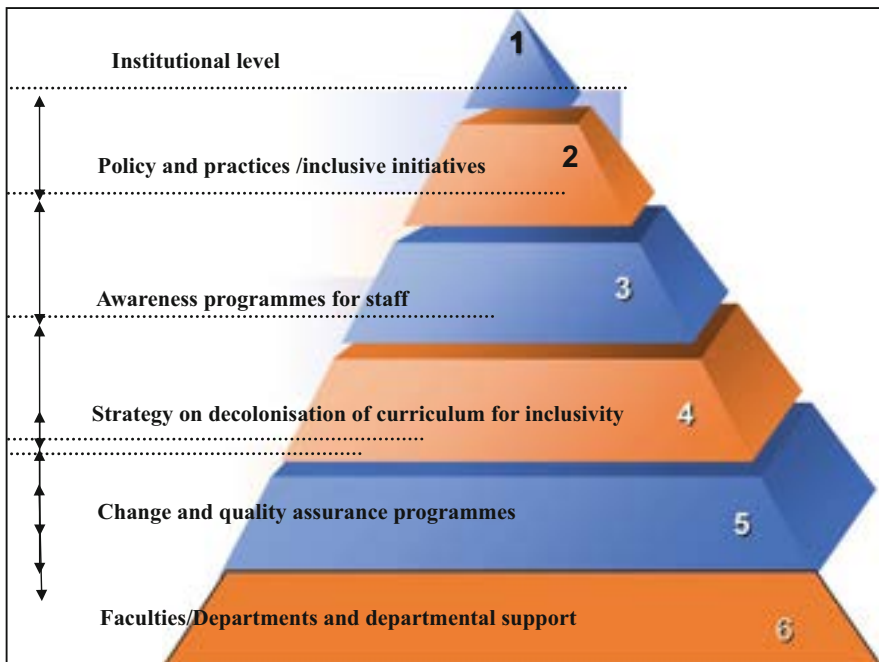 1
Institutional level
2
Policy and practices /inclusive initiatives
3
Awareness programmes for staff
Strategy on decolonisation of curriculum for inclusivity
4
Change and quality assurance programmes
5
Faculties/Departments and departmental support
6